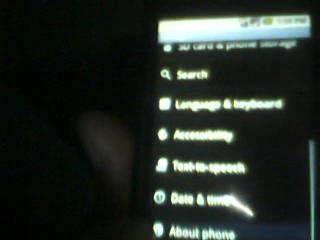 SD card & phone storage
Search
Language & keyboard
Accessibility
Text-to-speech
Date & time
About phone